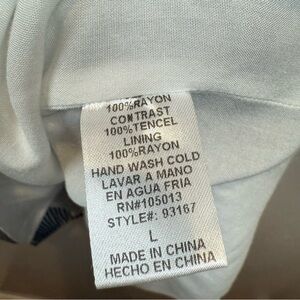 100%RAYON
CONTRAST
100%TENCEL
LINING
100%RAYON
HAND WASH COLD
LAVAR A MANO
EN AGUA FRIA
RN#105013
STYLE#: 93167
L
MADE IN CHINA
HECHO EN CHINA